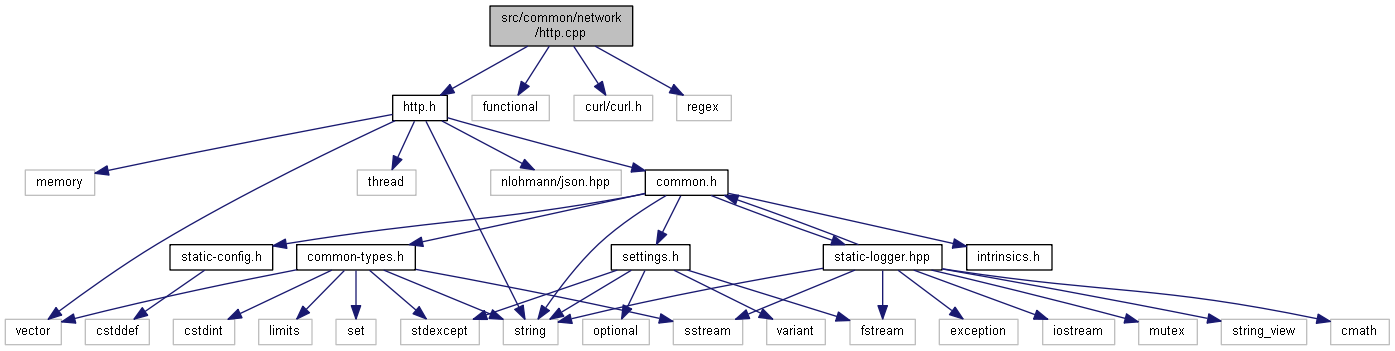 src/common/network
/http.cpp
http.h
functional
curl/curl.h
regex
memory
thread
nlohmann/json.hpp
common.h
static-config.h
common-types.h
settings.h
static-logger.hpp
intrinsics.h
vector
cstddef
cstdint
limits
set
stdexcept
string
optional
sstream
variant
fstream
exception
iostream
mutex
string_view
cmath